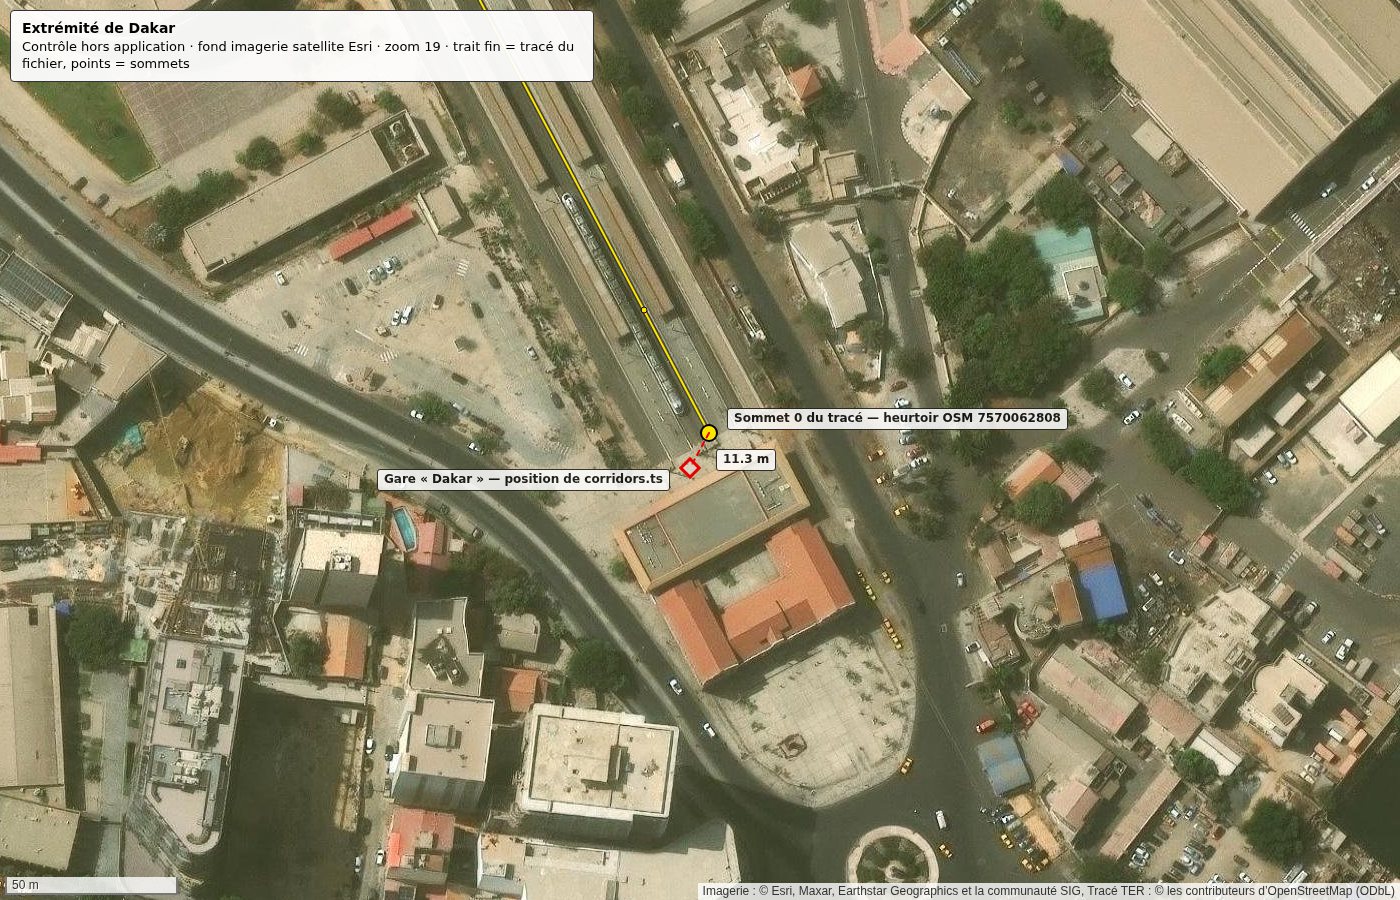 Extrémité de Dakar
Contrôle hors application · fond imagerie satellite Esri · zoom 19 · trait fin = tracé du
fichier, points = sommets
Sommet 0 du tracé — heurtoir OSM 7570062808
11.3 m
Gare « Dakar » — position de corridors.ts
50 m
Imagerie : © Esri, Maxar, Earthstar Geographics et la communauté SIG, Tracé TER : © les contributeurs d’OpenStreetMap (ODbL)